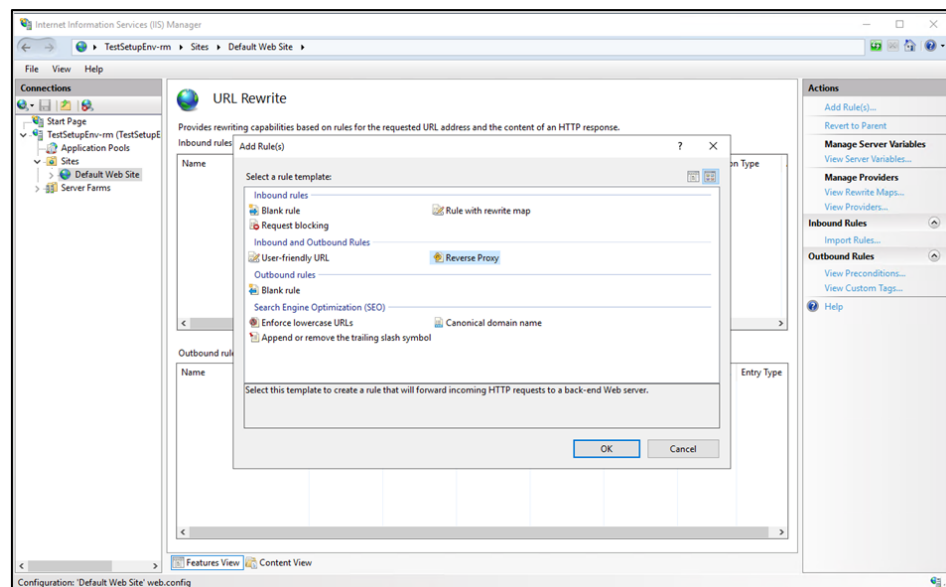 Internet Information Services (IIS) Manager
TestSetupEnv-rm Sites Default Web Site
File View Help
Connections
Start Page
TestSetupEnv-rm (TestSetupE
Application Pools
Sites
Default Web Site
Server Farms
URL Rewrite
Provides rewriting capabilities based on rules for the requested URL address and the content of an HTTP response.
Inbound rules
Name
on Type
Add Rule(s)
?
Select a rule template:
Inbound rules
Blank rule
Rule with rewrite map
Request blocking
Inbound and Outbound Rules
User-friendly URL
Reverse Proxy
Outbound rules
Blank rule
Search Engine Optimization (SEO)
Enforce lowercase URLs
Canonical domain name
Append or remove the trailing slash symbol
Select this template to create a rule that will forward incoming HTTP requests to a back-end Web server.
OK
Cancel
Outbound rule
Name
Entry Type
Features View
Content View
Actions
Add Rule(s)...
Revert to Parent
Manage Server Variables
View Server Variables...
Manage Providers
View Rewrite Maps...
View Providers...
Inbound Rules
Import Rules...
Outbound Rules
View Preconditions...
View Custom Tags...
Help
Configuration: 'Default Web Site' web.config